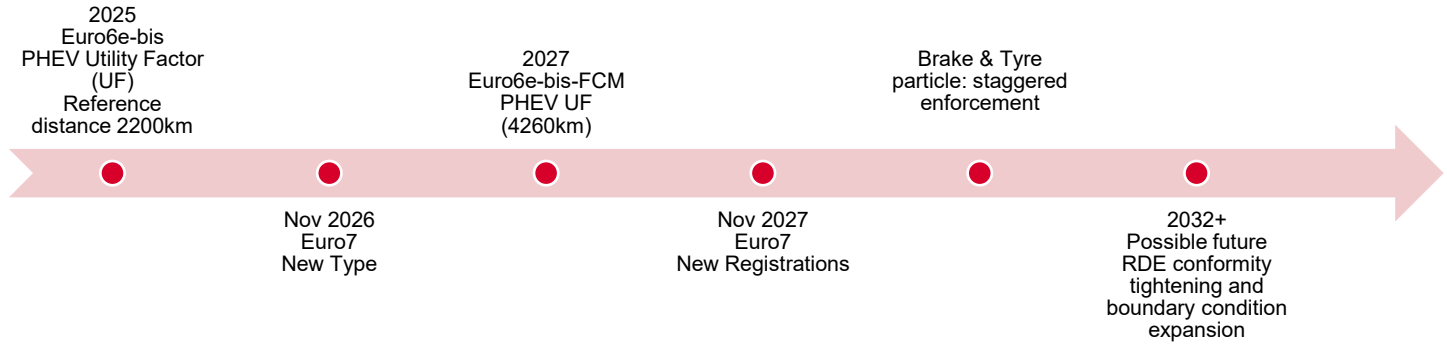 2025
Euro6e-bis
PHEV Utility Factor
(UF)
Reference
distance 2200km
Nov 2026
Euro7
New Type
2027
Euro6e-bis-FCM
PHEV UF
(4260km)
Nov 2027
Euro7
New Registrations
Brake & Tyre
particle: staggered
enforcement
2032+
Possible future
RDE conformity
tightening and
boundary condition
expansion